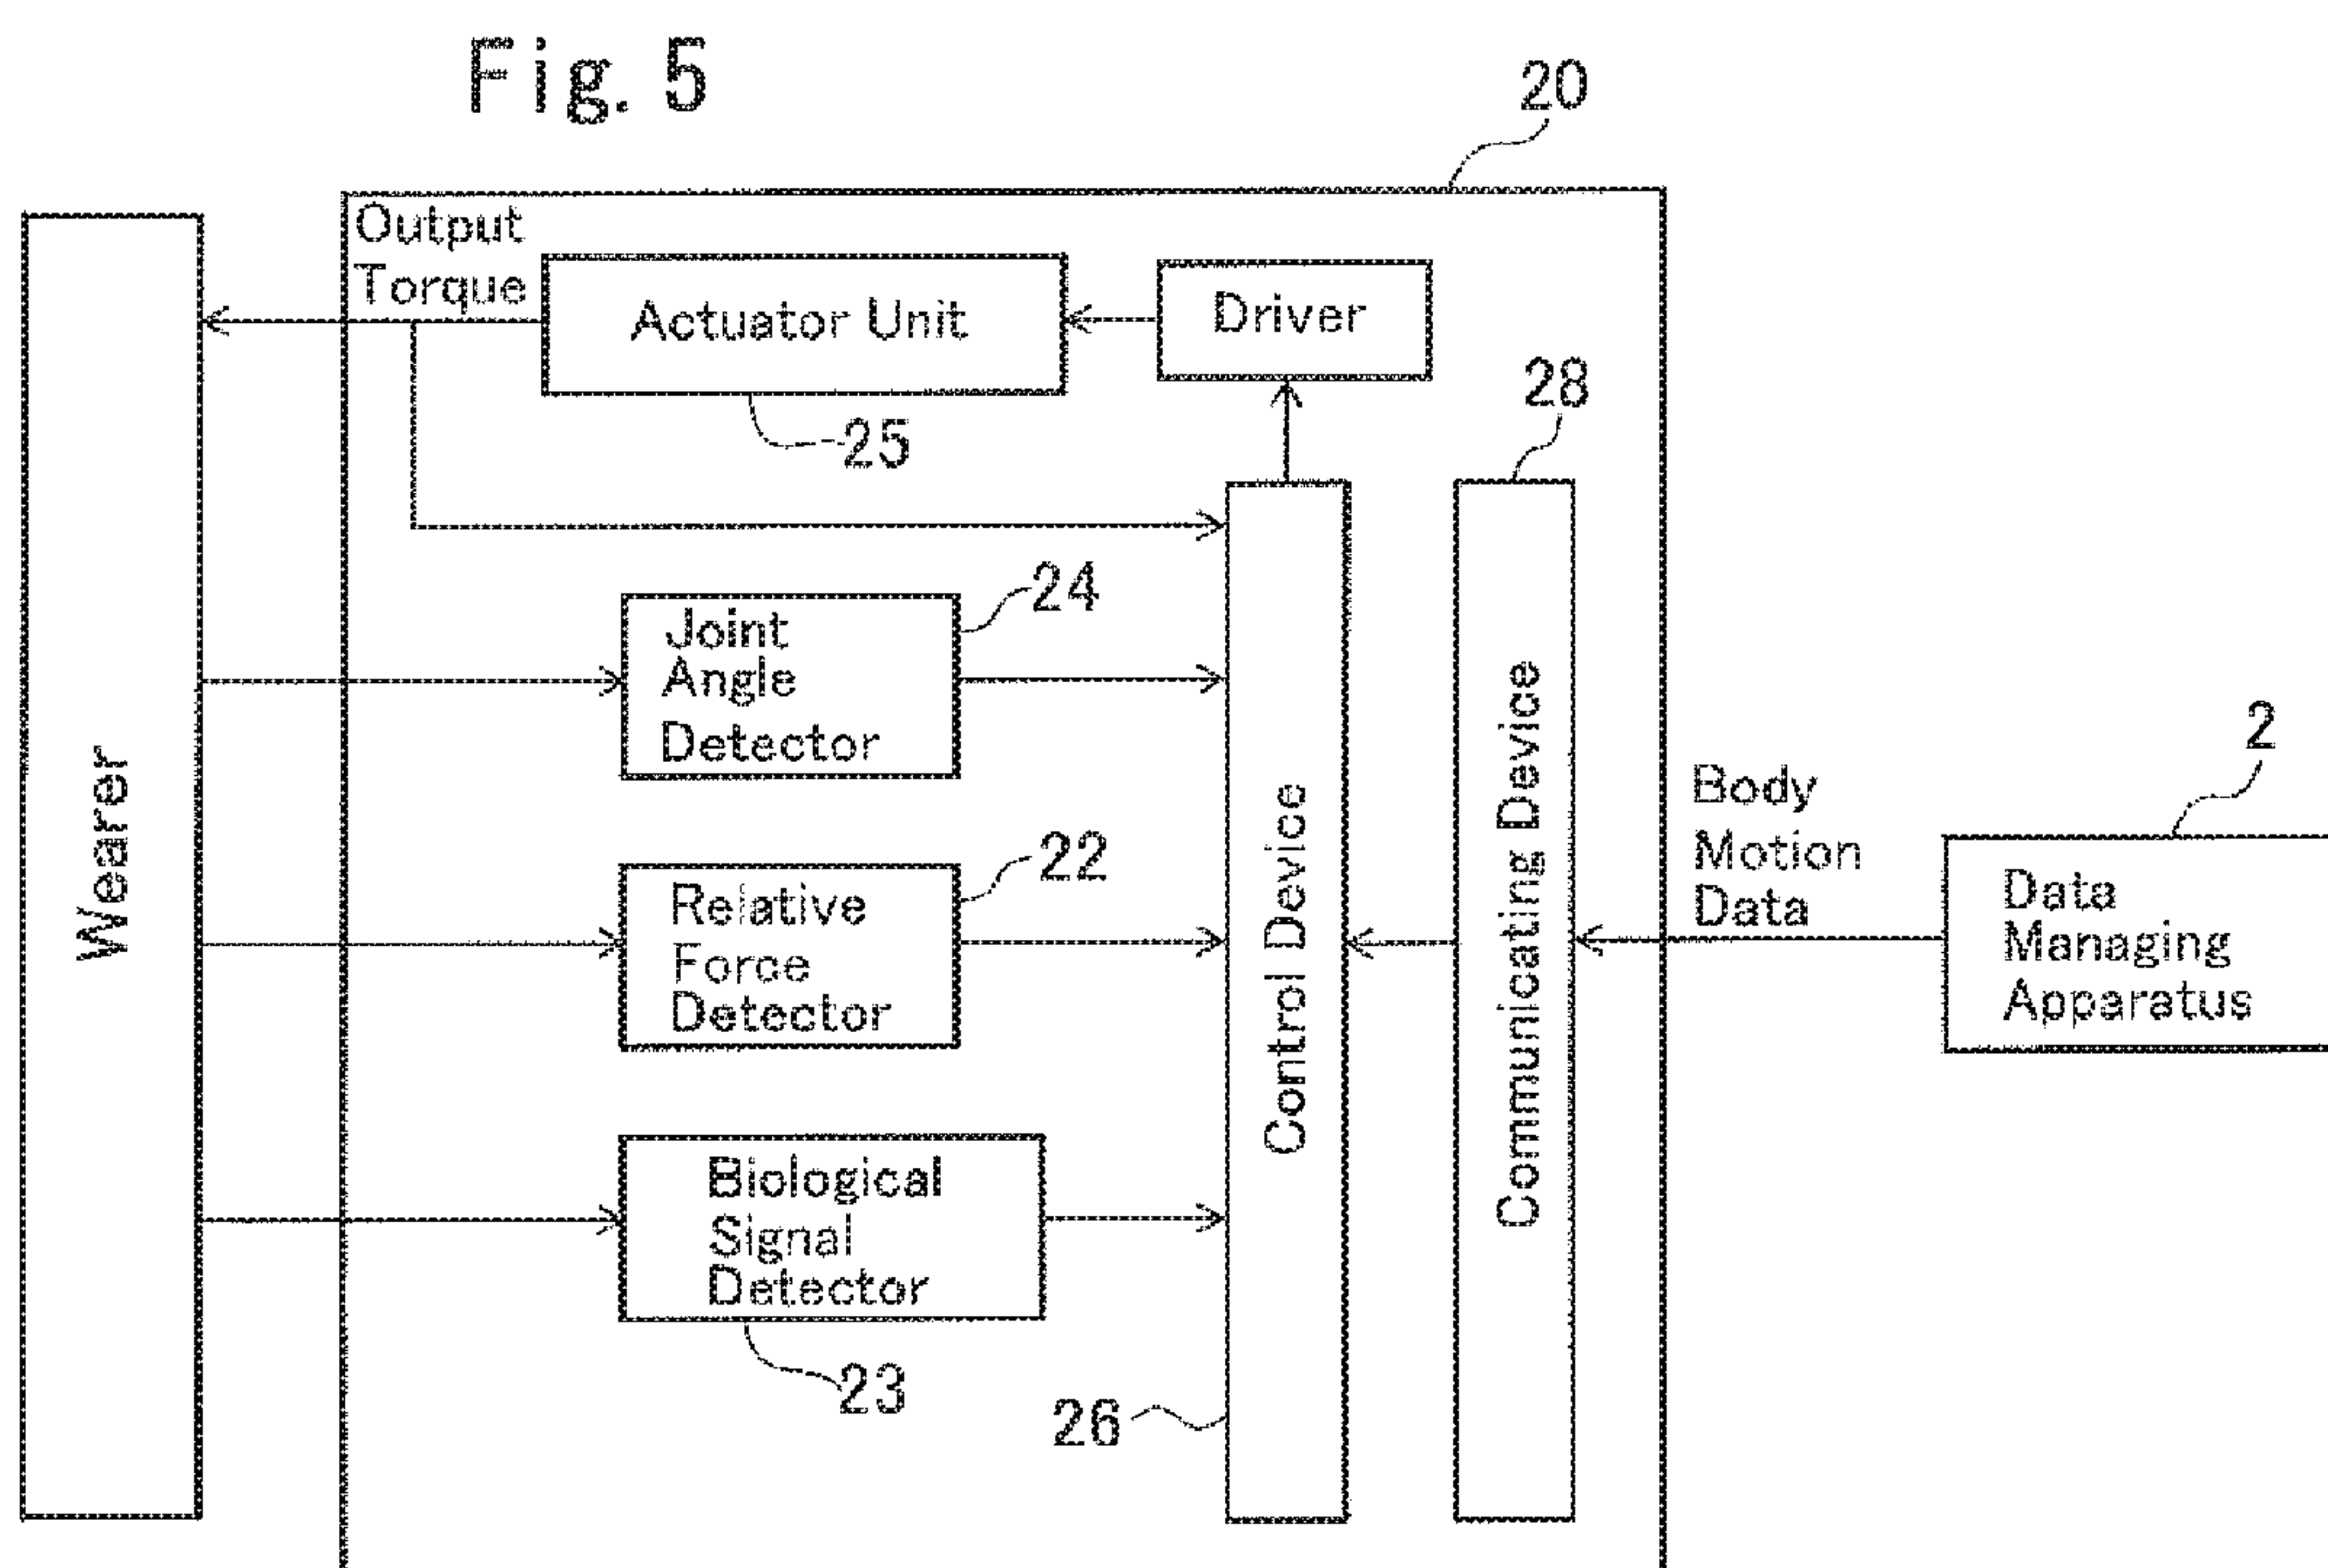 Fig. 5
20
Output
Torque
Actuator Unit
Driver
25
28
24
Joint
Angle
Detector
22
Relative
Force
Detector
Biological
Signal
Detector
23
26
Wearer
Control Device
Communicating Device
Body
Motion
Data
2
Data
Managing
Apparatus